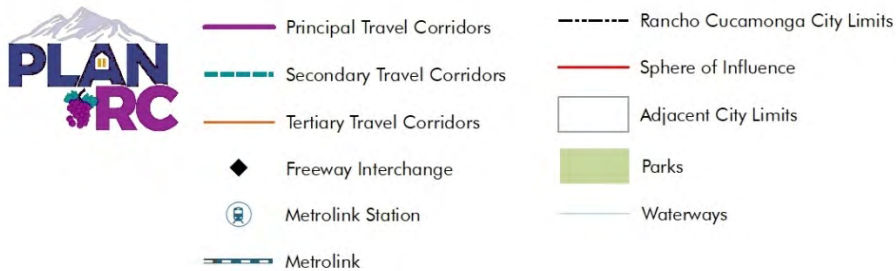 PLAN
RC
Principal Travel Corridors
Secondary Travel Corridors
Tertiary Travel Corridors
Freeway Interchange
Metrolink Station
Metrolink
Rancho Cucamonga City Limits
Sphere of Influence
Adjacent City Limits
Parks
Waterways